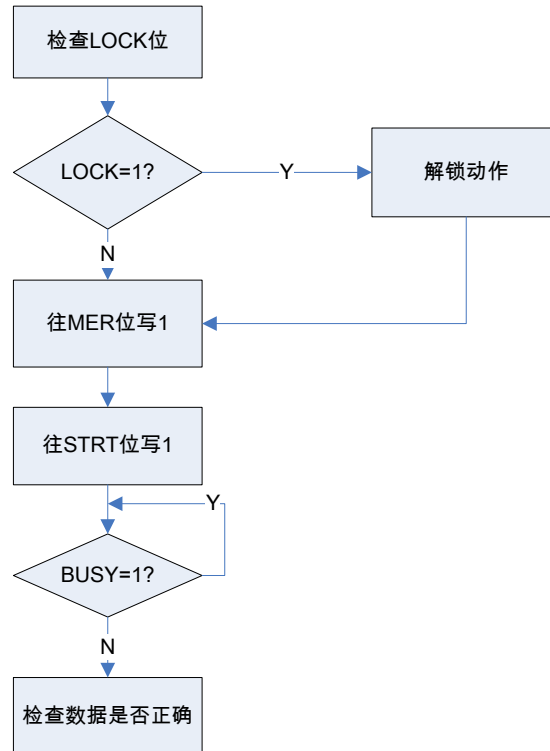 检查LOCK位
LOCK=1?
Y
解锁动作
N
往MER位写1
往STRT位写1
Y
BUSY=1?
N
检查数据是否正确